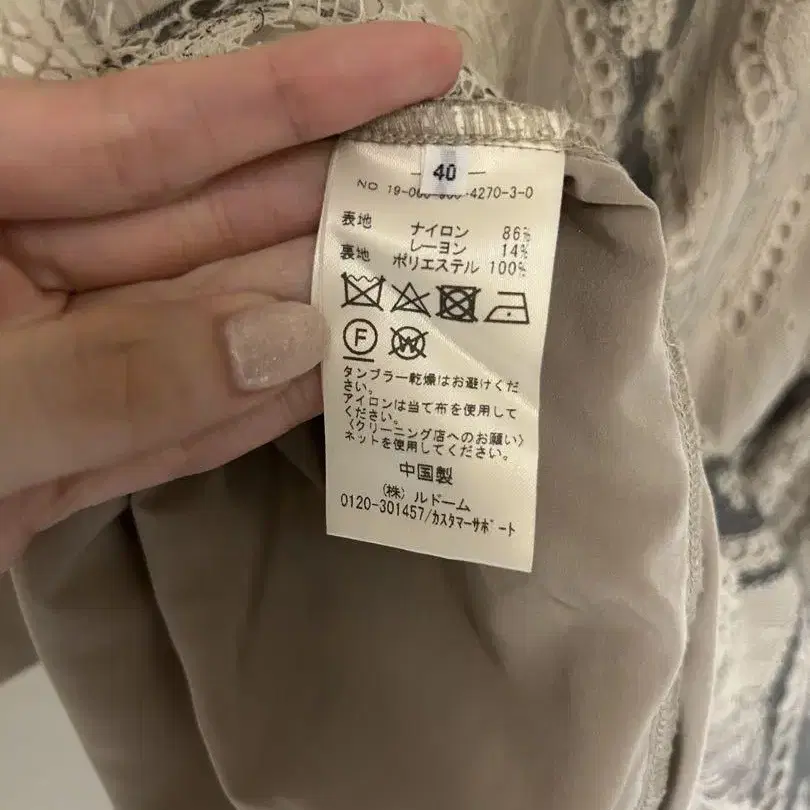 40
NO 19-0 4270-3-0
表地 ナイロン 86%
レーヨン 14%
裏地 ポリエステル 100%
F W
タンブラー乾燥はお避けくだ
さい。
アイロンは当て布を使用して
ください。
〈クリーニング店へのお願い〉
ネットを使用してください。
中国製
(株) ルドーム
0120-301457/カスタマーサポート